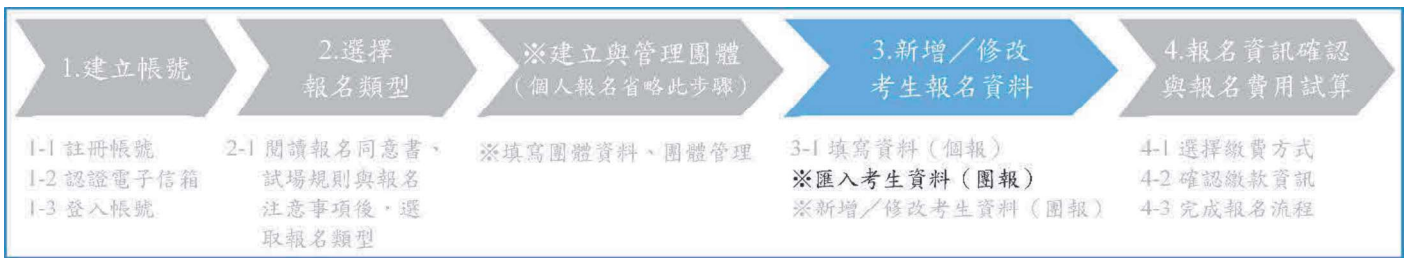 1.建立帳號
2.選擇
報名類型
※建立與管理團體
(個人報名省略此步驟)
3.新增／修改
考生報名資料
4.報名資訊確認
與報名費用試算
1-1 註冊帳號
1-2 認證電子信箱
1-3 登入帳號
2-1 閱讀報名同意書、
試場規則與報名
注意事項後，選
取報名類型
※填寫團體資料、團體管理
3-1 填寫資料(個報)
※匯入考生資料(團報)
※新增／修改考生資料(團報)
4-1 選擇繳費方式
4-2 確認繳款資訊
4-3 完成報名流程